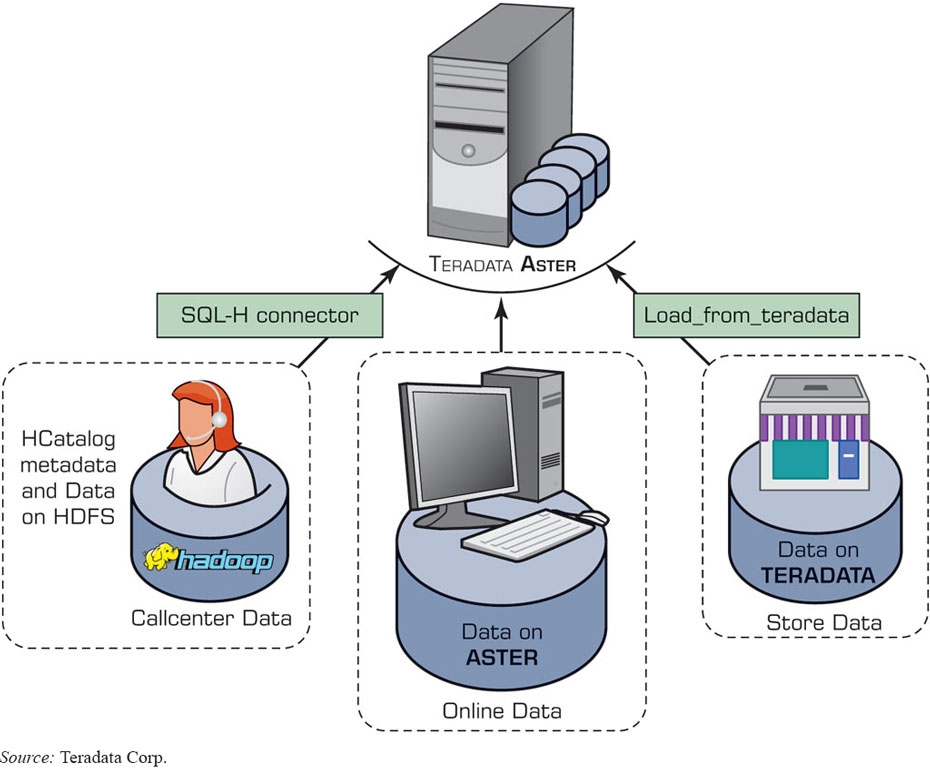 TERADATA ASTER
SQL-H connector
Load_from_teradata
HCatalog
metadata
and Data
on HDFS
hadoop
Callcenter Data
Data on
ASTER
Online Data
Data on
TERADATA
Store Data
Source: Teradata Corp.